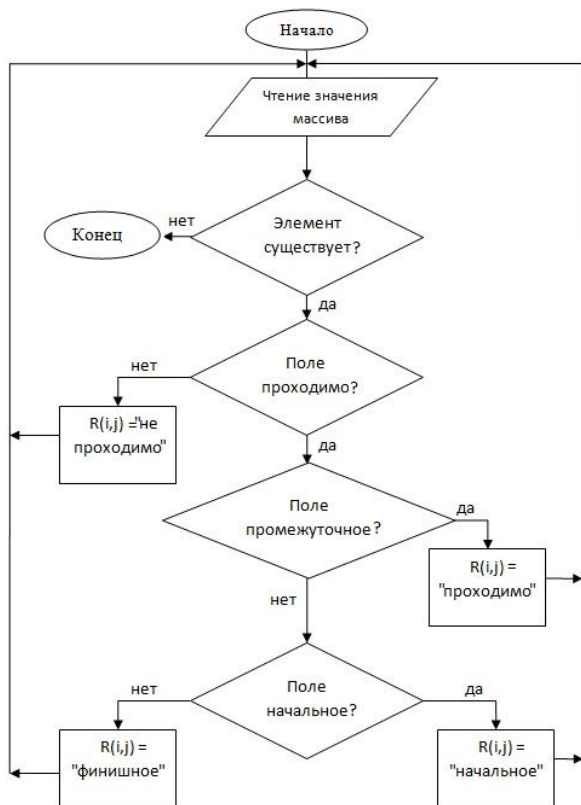 Начало
Чтение значения
массива
Элемент
существует?
нет
Конец
да
Поле
проходимо?
нет
R(i,j) ="не
проходимо"
да
Поле
промежуточное?
да
R(i,j) =
"проходимо"
нет
Поле
начальное?
нет
да
R(i,j) =
"финишное"
R(i,j) =
"начальное"